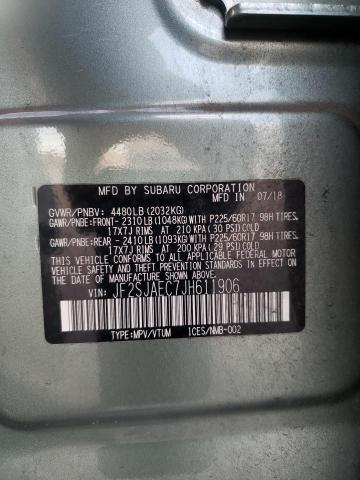 MFD BY SUBARU CORPORATION 07/18
GVWR/PNBV: 4480LB(2032KG)
GAWR/PNBE:FRONT-2310LB(1048KG)WITH P225/60R17 98H TIRES,
17X7J RIMS AT 210 KPA(30 PSI)COLD
GAWR/PNBE:REAR -2410LB(1093KG)WITH P225/60R17 98H TIRES,
17X7J RIMS AT 200 KPA(29 PSI)COLD
THIS VEHICLE CONFORMS TO ALL APPLICABLE FEDERAL MOTOR
VEHICLE SAFETY, BUMPER, AND THEFT PREVENTION STANDARDS IN EFFECT
ON THE DATE OF MANUFACTURE SHOWN ABOVE.
VIN: JF2SJAEC7JH611906
TYPE:MPV/VTUM ICES/NMB-002